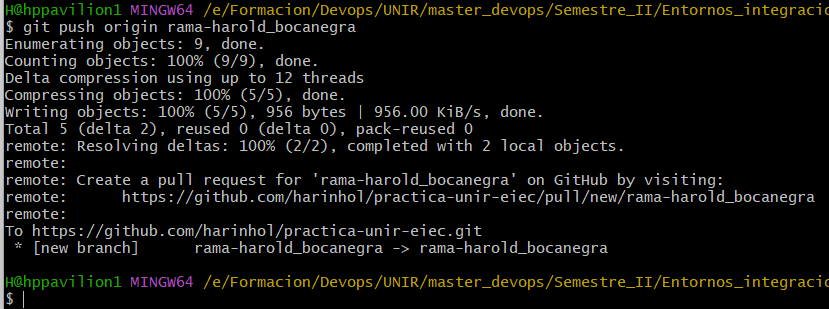 H@hppavilion1 MINGW64 /e/Formacion/Devops/UNIR/master_devops/Semestre_II/Entornos_integracio
$ git push origin rama-harold_bocanegra
Enumerating objects: 9, done.
Counting objects: 100% (9/9), done.
Delta compression using up to 12 threads
Compressing objects: 100% (5/5), done.
Writing objects: 100% (5/5), 956 bytes | 956.00 KiB/s, done.
Total 5 (delta 2), reused 0 (delta 0), pack-reused 0
remote: Resolving deltas: 100% (2/2), completed with 2 local objects.
remote:
remote: Create a pull request for 'rama-harold_bocanegra' on GitHub by visiting:
remote:      https://github.com/harinhol/practica-unir-eiec/pull/new/rama-harold_bocanegra
remote:
To https://github.com/harinhol/practica-unir-eiec.git
 * [new branch]      rama-harold_bocanegra -> rama-harold_bocanegra
H@hppavilion1 MINGW64 /e/Formacion/Devops/UNIR/master_devops/Semestre_II/Entornos_integracio
$